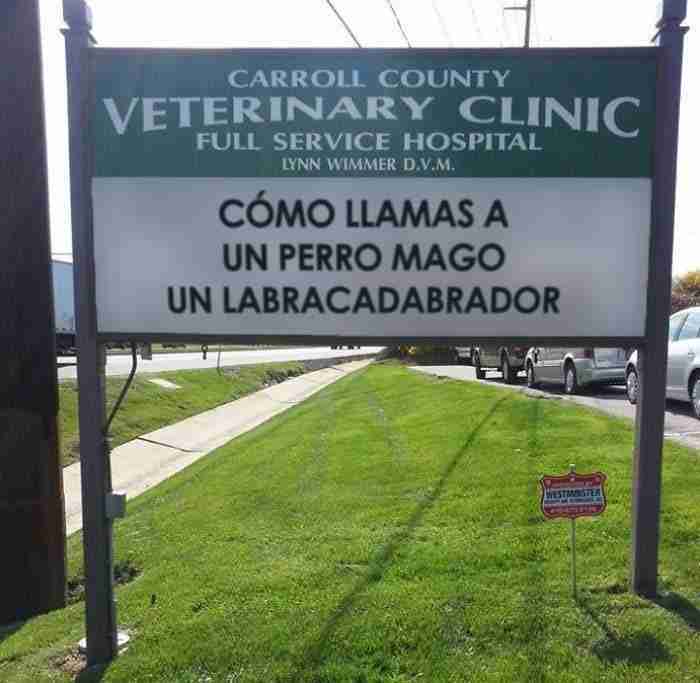 CARROLL COUNTY
VETERINARY CLINIC
FULL SERVICE HOSPITAL
LYNN WIMMER D.V.M.
CÓMO LLAMAS A
UN PERRO MAGO
UN LABRACADABRADOR
WESTMINSTER